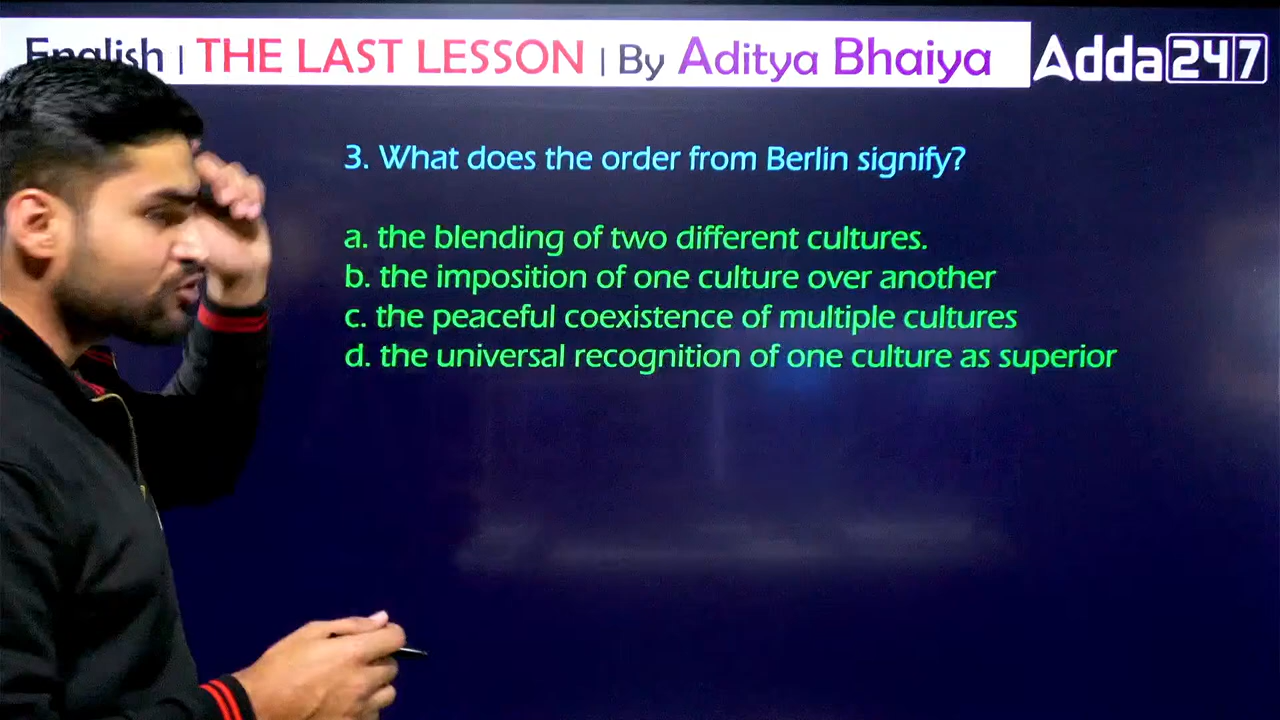 English | THE LAST LESSON | By Aditya Bhaiya
Adda247
3. What does the order from Berlin signify?
a. the blending of two different cultures.
b. the imposition of one culture over another
c. the peaceful coexistence of multiple cultures
d. the universal recognition of one culture as superior